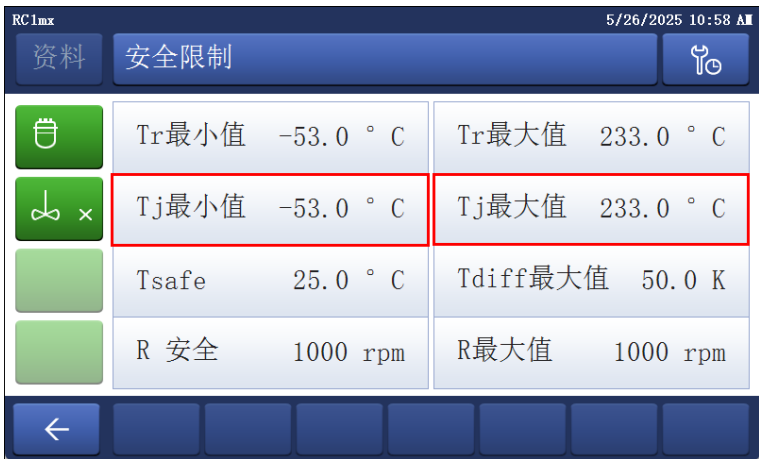 RC1mx 5/26/2025 10:58 AM
资料 安全限制
Tr最小值 -53.0 ° C Tr最大值 233.0 ° C
Tj最小值 -53.0 ° C Tj最大值 233.0 ° C
Tsafe 25.0 ° C Tdiff最大值 50.0 K
R 安全 1000 rpm R最大值 1000 rpm